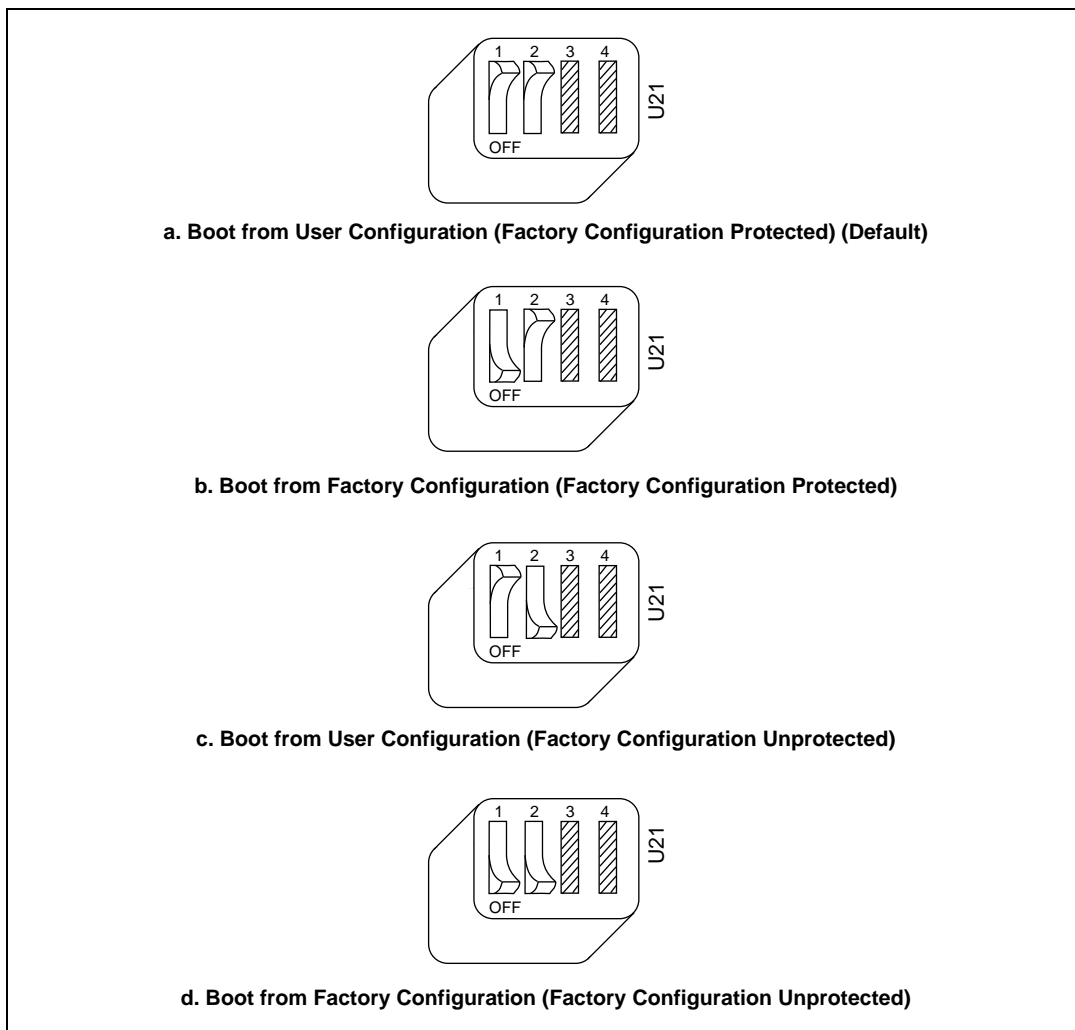 1 2 3 4
U21
OFF
a. Boot from User Configuration (Factory Configuration Protected) (Default)
1 2 3 4
U21
OFF
b. Boot from Factory Configuration (Factory Configuration Protected)
1 2 3 4
U21
OFF
c. Boot from User Configuration (Factory Configuration Unprotected)
1 2 3 4
U21
OFF
d. Boot from Factory Configuration (Factory Configuration Unprotected)